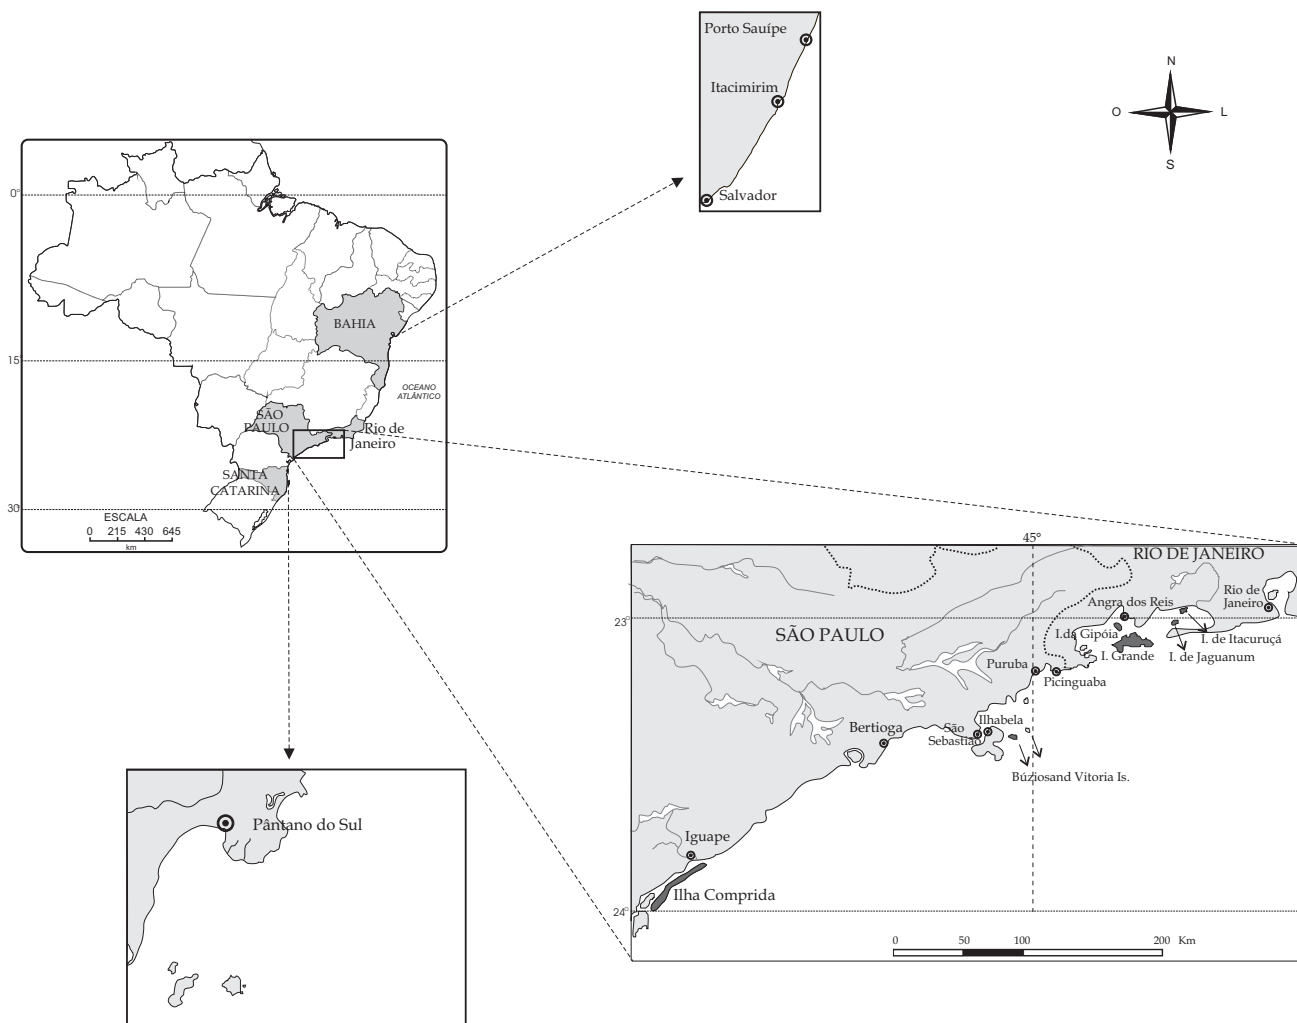 Porto Sauípe
Itacimirim
Salvador
N
O
L
S
0°
15°
30°
BAHIA
OCEANO
ATLÂNTICO
SÃO
PAULO
Rio de
Janeiro
SANTA
CATARINA
ESCALA
0 215 430 645
km
45°
RIO DE JANEIRO
23°
SÃO PAULO
Angra dos Reis
Rio de
Janeiro
I.da Gipóia
I. de Itacuruçá
I. Grande
I. de Jaguanum
Puruba
Picinguaba
Bertioga
São
Sebastião
Ilhabela
Búziosand Vitoria Is.
Iguape
Ilha Comprida
24°
0 50 100 200 Km
Pântano do Sul